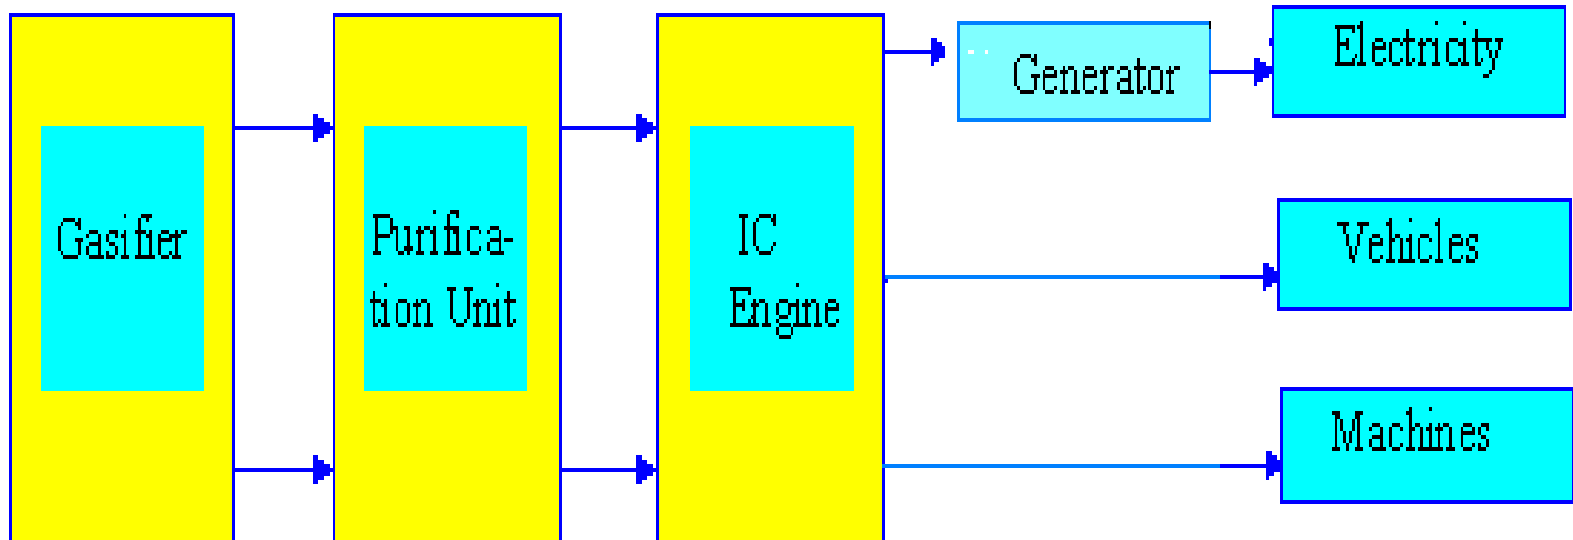 Gasifier
Purifica-
tion Unit
IC
Engine
Generator
Electricity
Vehicles
Machines